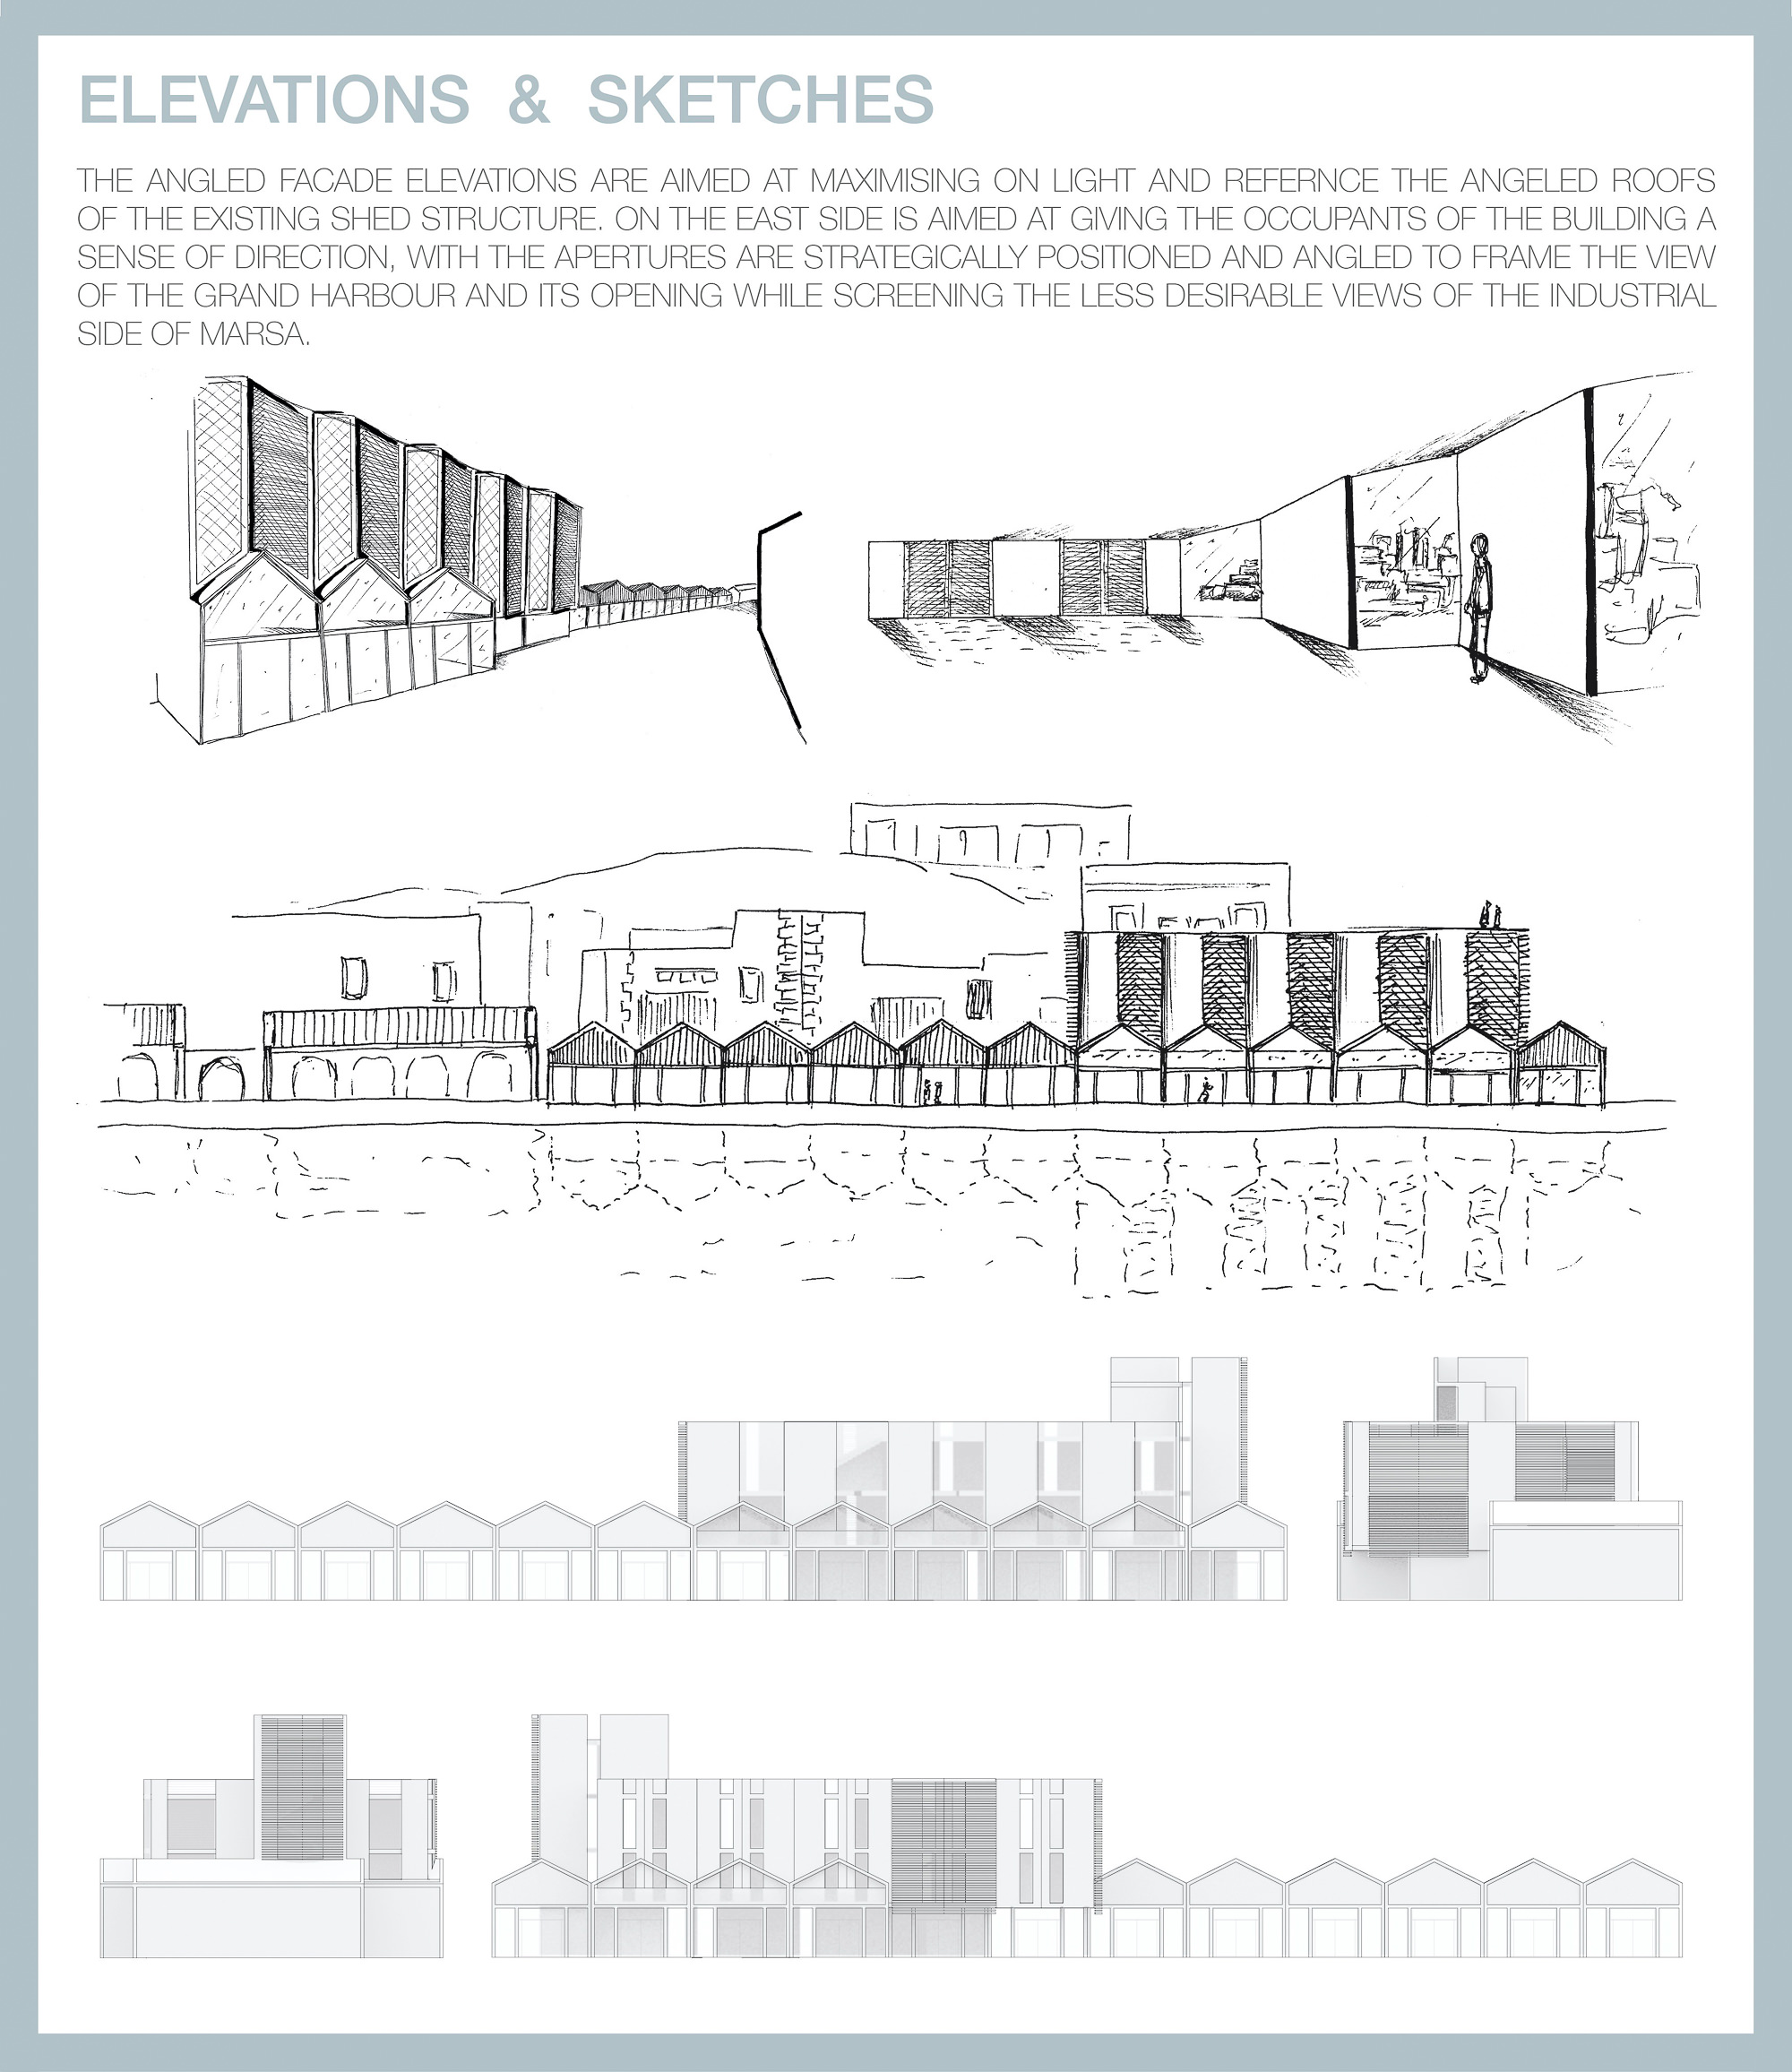 ELEVATIONS & SKETCHES
THE ANGLED FACADE ELEVATIONS ARE AIMED AT MAXIMISING ON LIGHT AND REFERNCE THE ANGELED ROOFS
OF THE EXISTING SHED STRUCTURE. ON THE EAST SIDE IS AIMED AT GIVING THE OCCUPANTS OF THE BUILDING A
SENSE OF DIRECTION, WITH THE APERTURES ARE STRATEGICALLY POSITIONED AND ANGLED TO FRAME THE VIEW
OF THE GRAND HARBOUR AND ITS OPENING WHILE SCREENING THE LESS DESIRABLE VIEWS OF THE INDUSTRIAL
SIDE OF MARSA.